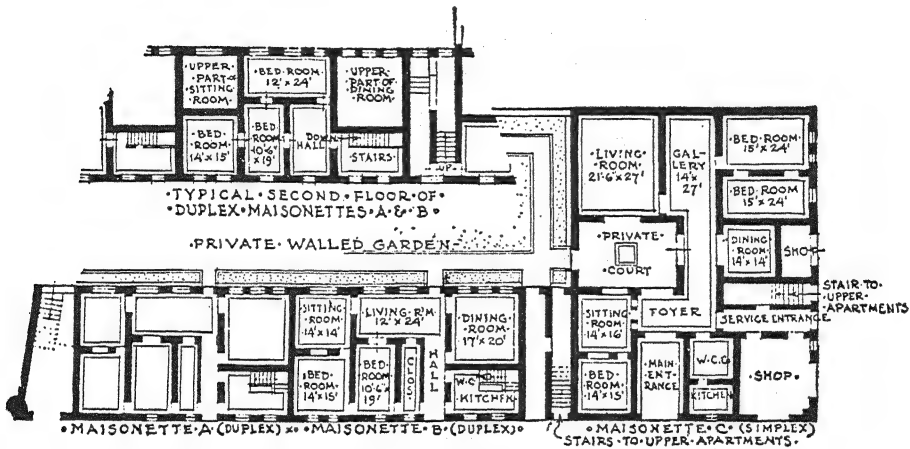 UPPER
PART OF
SITTING
ROOM
BED ROOM
12' x 24'
UPPER
PART OF
DINING
ROOM
BED
ROOM
14' x 15'
BED
ROOM
10'-6"
x 19'
DOWN
HALL
STAIRS
UP
• TYPICAL • SECOND • FLOOR • OF •
• DUPLEX • MAISONETTES • A • & • B •
• PRIVATE • WALLED • GARDEN •
• LIVING •
ROOM
21'-6" x 27'
GAL-
LERY
14' x
27'
BED • ROOM
15' x 24'
BED • ROOM
15' x 24'
• PRIVATE •
• COURT
DINING
ROOM
14' x 14'
SHOP
STAIR • TO •
• UPPER •
APARTMENTS
FOYER
SERVICE ENTRANCE
SITTING
ROOM
14' x 14'
LIVING • R'M
12' x 24'
DINING •
ROOM •
17' x 20'
SITTING
ROOM •
14' x 16'
BED •
ROOM •
14' x 15'
BED
ROOM
10'-6" x
19'
CLOS.
HALL
W.C.
KITCHEN
BED •
ROOM •
14' x 15'
MAIN •
ENT-
RANCE
W.C.
KITCHEN
SHOP •
• MAISONETTE • A • (DUPLEX) x • MAISONETTE • B • (DUPLEX) •
• MAISONETTE • C • (SIMPLEX)
STAIRS • TO • UPPER • APARTMENTS •